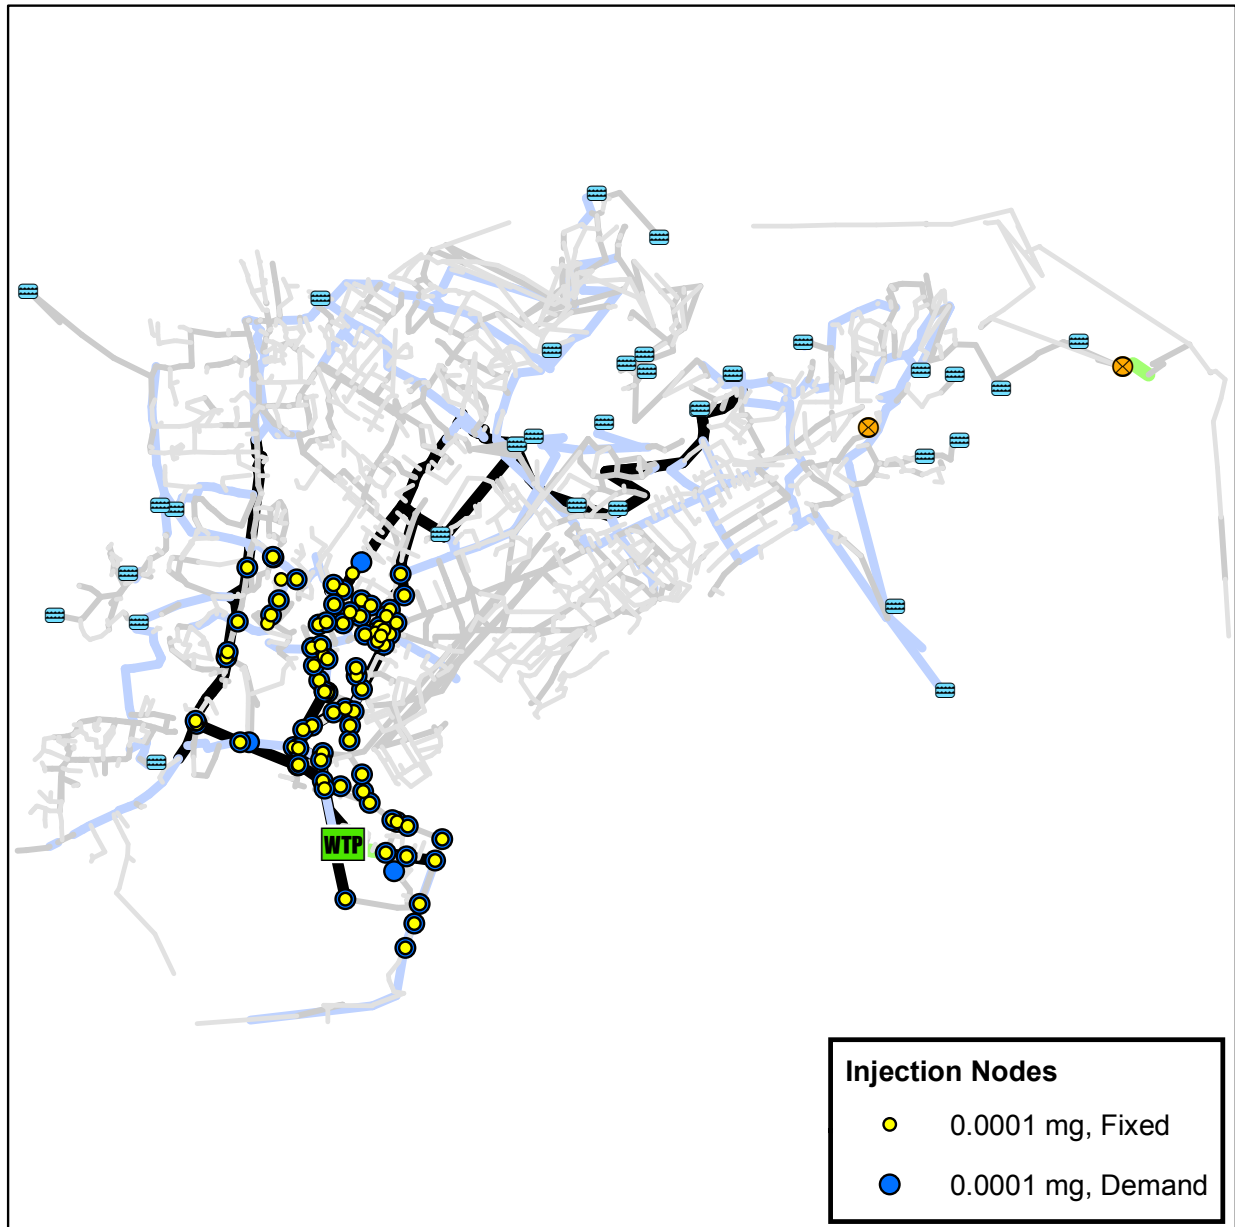 WTP
Injection Nodes
0.0001 mg, Fixed
0.0001 mg, Demand